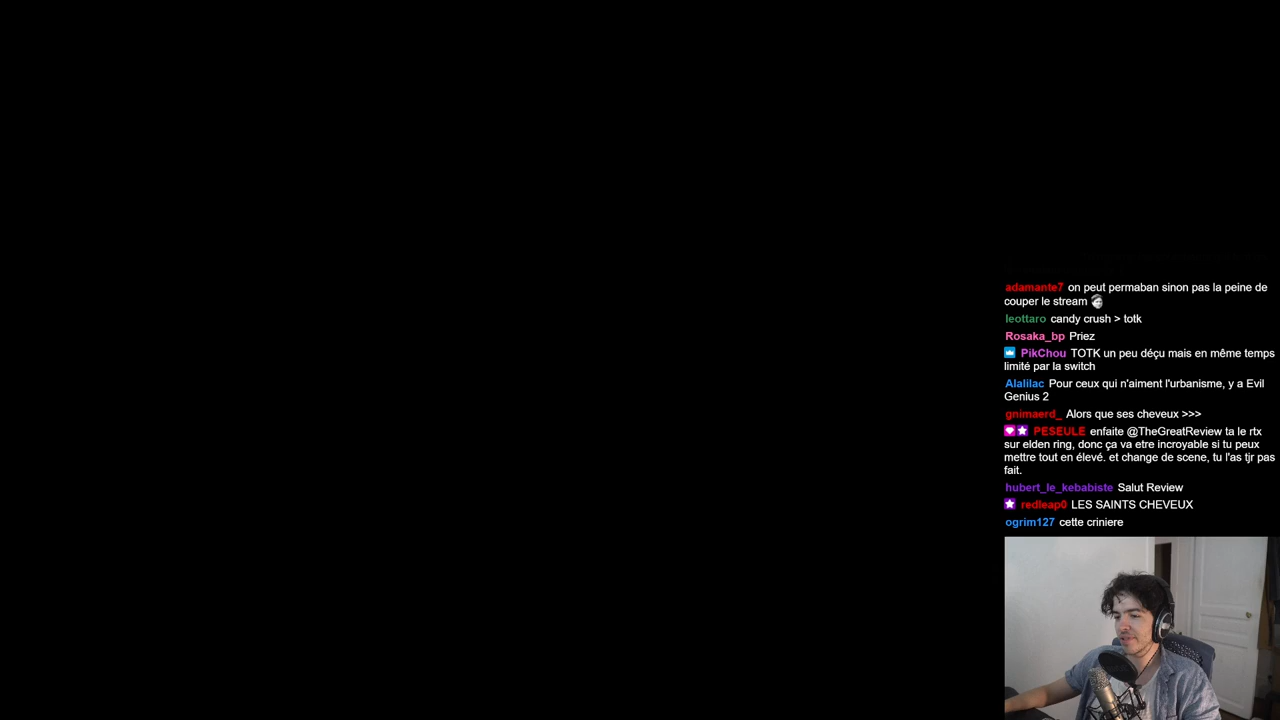 adamante7 on peut permaban sinon pas la peine de
couper le stream
leottaro candy crush > totk
Rosaka_bp Priez
PikChou TOTK un peu déçu mais en même temps
limité par la switch
Alalilac Pour ceux qui n'aiment l'urbanisme, y a Evil
Genius 2
gnimaerd_ Alors que ses cheveux >>>
PESEULE enfaite @TheGreatReview ta le rtx
sur elden ring, donc ça va etre incroyable si tu peux
mettre tout en élevé. et change de scene, tu l'as tjr pas
fait.
hubert_le_kebabiste Salut Review
redleap0 LES SAINTS CHEVEUX
ogrim127 cette criniere